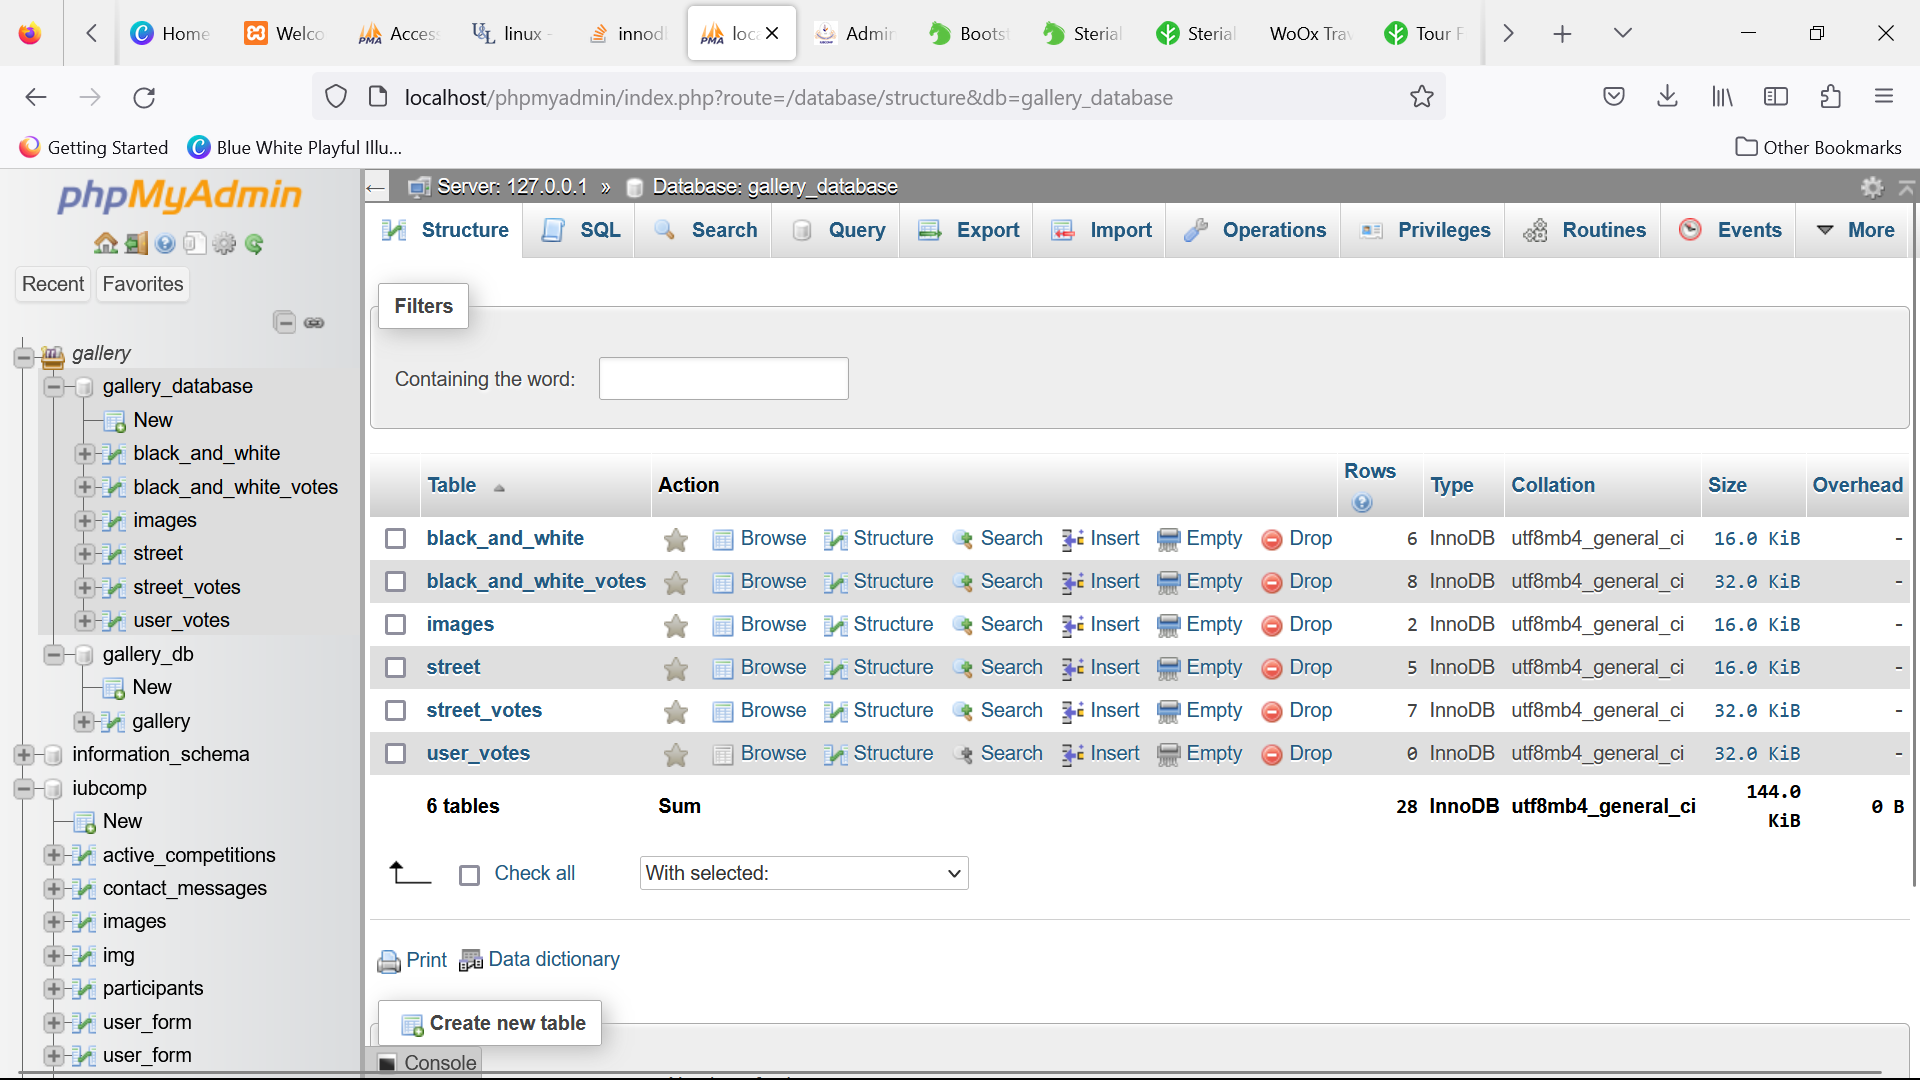 Home
Welco
Acces
linux -
innod
loc
Admin
Boots
Sterial
Sterial
WoOx Tra
Tour F
localhost/phpmyadmin/index.php?route=/database/structure&db=gallery_database
Getting Started
Blue White Playful Illu...
Other Bookmarks
phpMyAdmin
Recent
Favorites
gallery
gallery_database
New
black_and_white
black_and_white_votes
images
street
street_votes
user_votes
gallery_db
New
gallery
information_schema
iubcomp
New
active_competitions
contact_messages
images
img
participants
user_form
user_form
Server: 127.0.0.1 » Database: gallery_database
Structure SQL Search Query Export Import Operations Privileges Routines Events More
Filters
Containing the word:
Table Action Rows Type Collation Size Overhead
black_and_white Browse Structure Search Insert Empty Drop 6 InnoDB utf8mb4_general_ci 16.0 KiB -
black_and_white_votes Browse Structure Search Insert Empty Drop 8 InnoDB utf8mb4_general_ci 32.0 KiB -
images Browse Structure Search Insert Empty Drop 2 InnoDB utf8mb4_general_ci 16.0 KiB -
street Browse Structure Search Insert Empty Drop 5 InnoDB utf8mb4_general_ci 16.0 KiB -
street_votes Browse Structure Search Insert Empty Drop 7 InnoDB utf8mb4_general_ci 32.0 KiB -
user_votes Browse Structure Search Insert Empty Drop 0 InnoDB utf8mb4_general_ci 32.0 KiB -
6 tables Sum 28 InnoDB utf8mb4_general_ci 144.0 KiB 0 B
Check all
With selected:
Print
Data dictionary
Create new table
Console